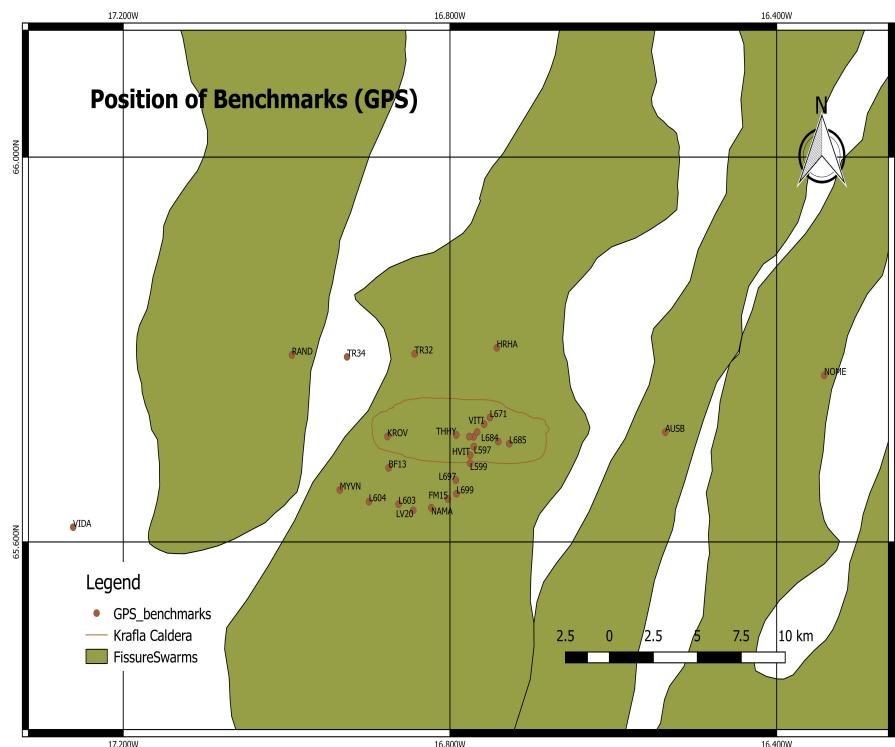 17.200W 16.800W 16.400W
Position of Benchmarks (GPS)
N
66.000N
RAND
TR34
TR32
HRHA
NOME
L671
VITI
KROV
THHY
L684
L685
AUSB
HVIT
L597
L599
BF13
L697
MYVN
L699
FM15
L604
L603
LV20
NAMA
VIDA
65.600N
Legend
GPS_benchmarks
Krafla Caldera
FissureSwarms
2.5 0 2.5 5 7.5 10 km
17.200W 16.800W 16.400W